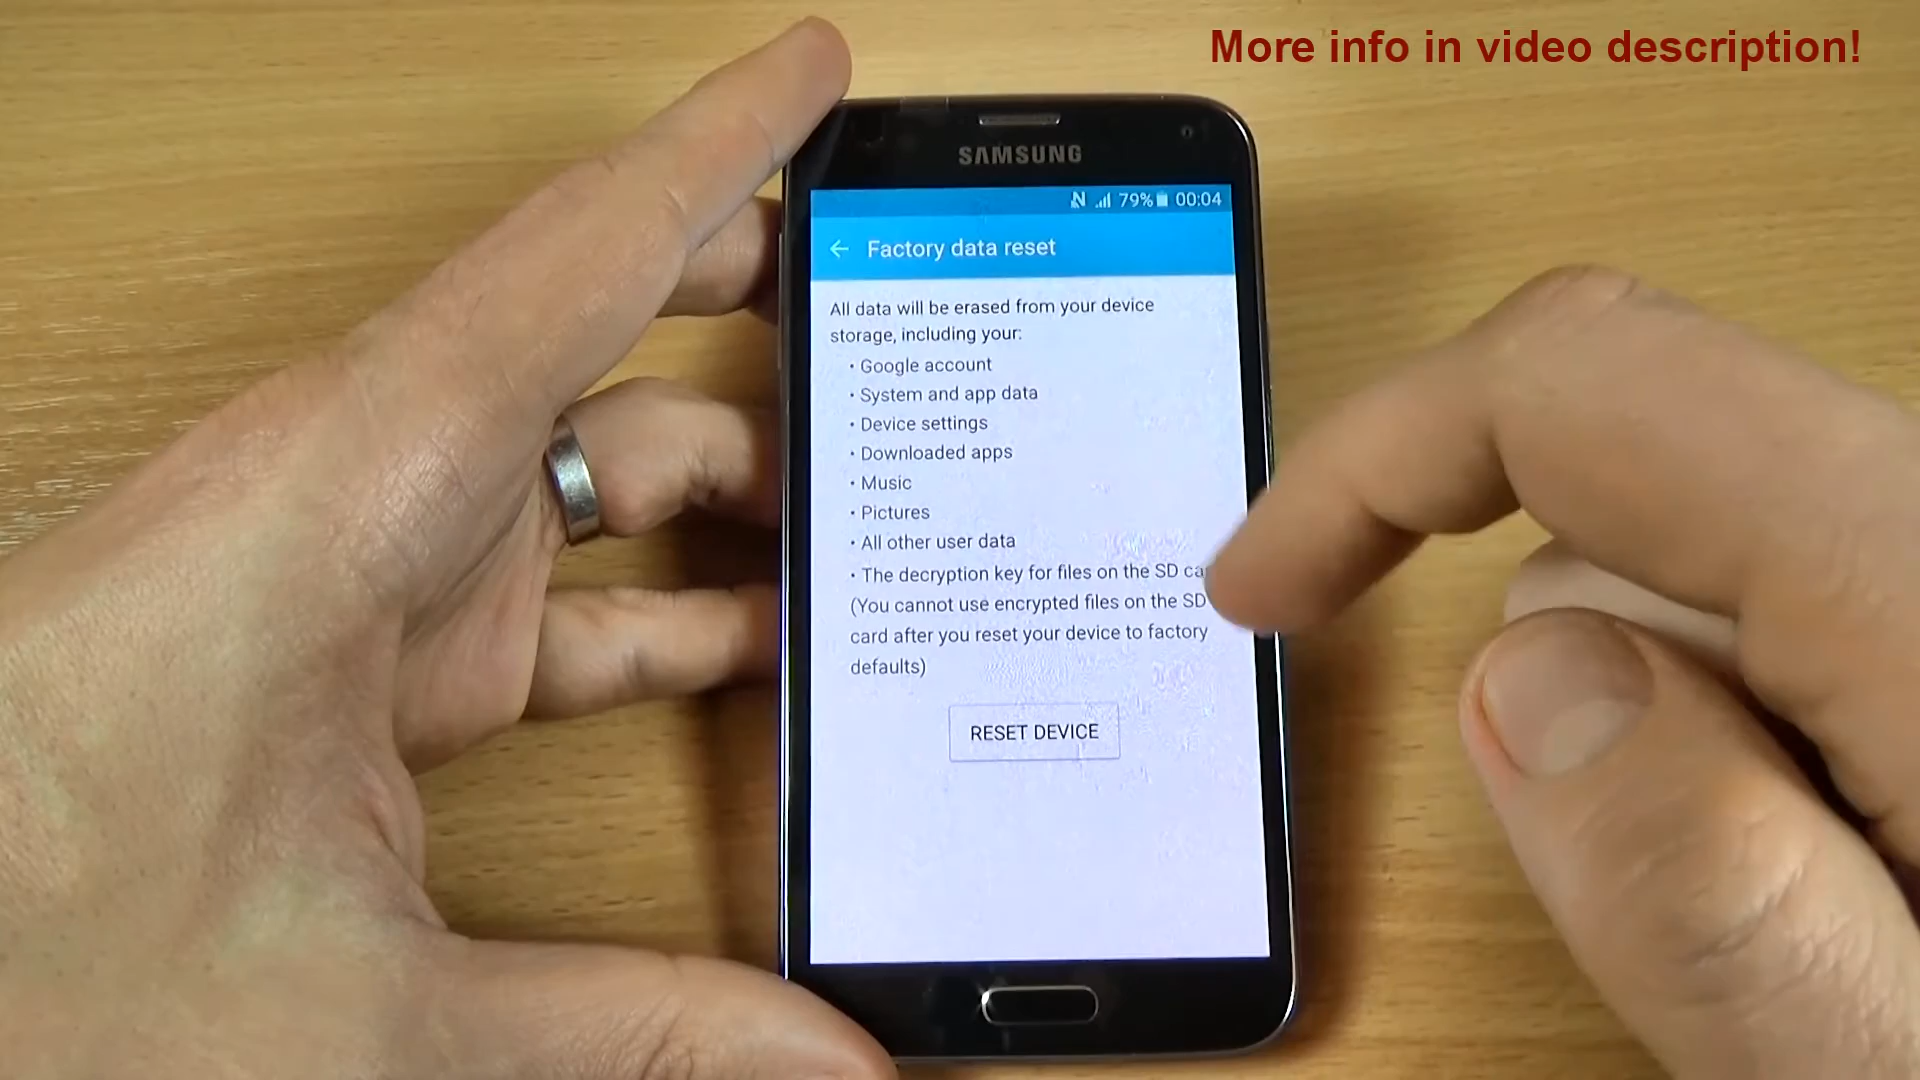 More info in video description!
SAMSUNG
79% 00:04
Factory data reset
All data will be erased from your device
storage, including your:
• Google account
• System and app data
• Device settings
• Downloaded apps
• Music
• Pictures
• All other user data
• The decryption key for files on the SD
(You cannot use encrypted files on the SD
card after you reset your device to factory
defaults)
RESET DEVICE